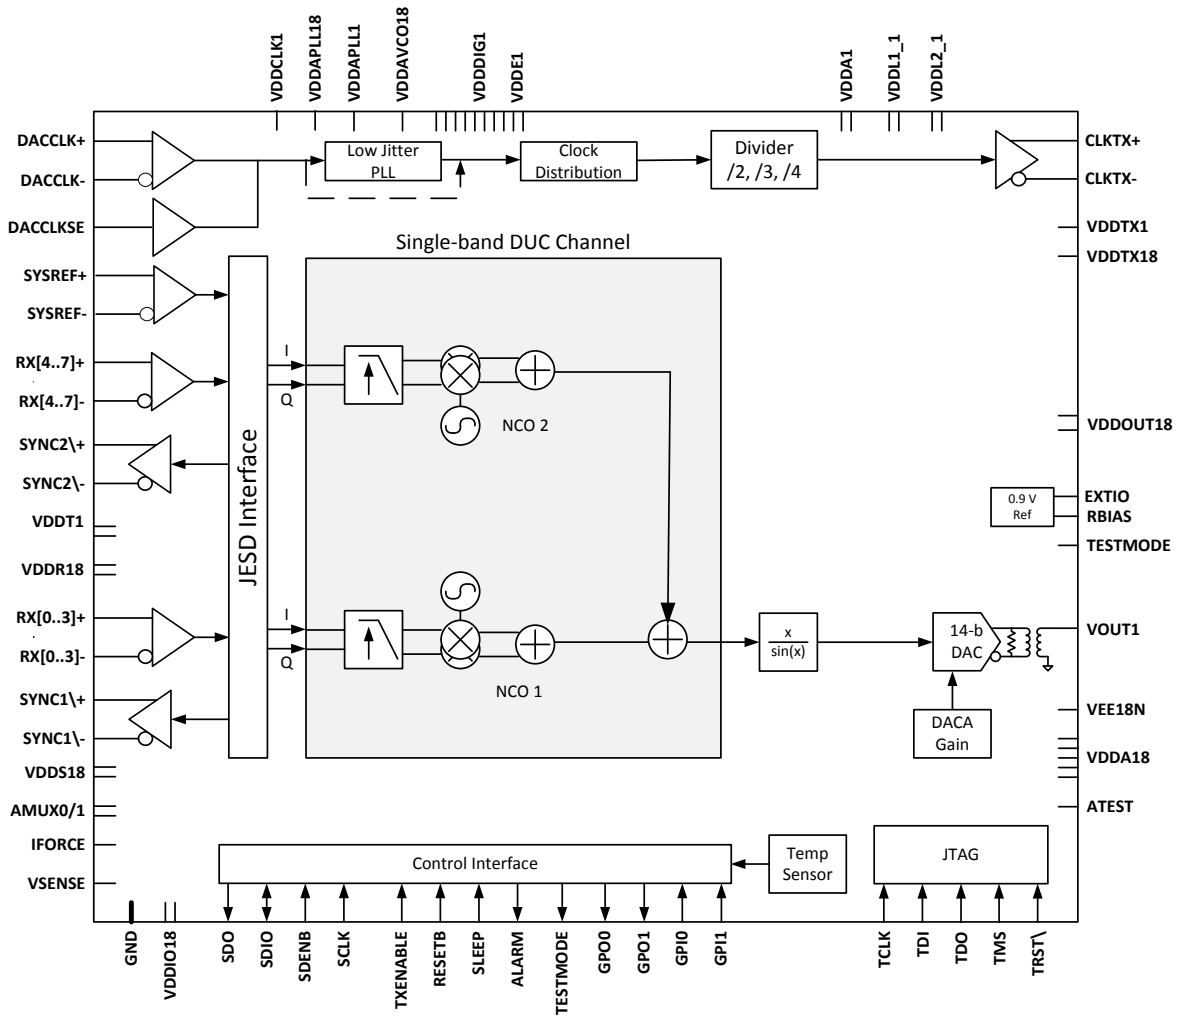 VDDCLK1
VDDAPLL18
VDDAPLL1
VDDAVCO18
VDDDIG1
VDDE1
VDDA1
VDDL1_1
VDDL2_1
DACCLK+
DACCLK-
DACCLKSE
SYSREF+
SYSREF-
RX[4..7]+
RX[4..7]-
SYNC2\+
SYNC2\-
VDDT1
VDDR18
RX[0..3]+
RX[0..3]-
SYNC1\+
SYNC1\-
VDDS18
AMUX0/1
IFORCE
VSENSE
Low Jitter
PLL
Clock
Distribution
Divider
/2, /3, /4
Single-band DUC Channel
JESD Interface
I
Q
NCO 2
I
Q
NCO 1
x
sin(x)
14-b
DAC
DACA
Gain
0.9 V
Ref
CLKTX+
CLKTX-
VDDTX1
VDDTX18
VDDOUT18
EXTIO
RBIAS
TESTMODE
VOUT1
VEE18N
VDDA18
ATEST
Control Interface
Temp
Sensor
JTAG
GND
VDDIO18
SDO
SDIO
SDENB
SCLK
TXENABLE
RESETB
SLEEP
ALARM
TESTMODE
GPO0
GPO1
GPI0
GPI1
TCLK
TDI
TDO
TMS
TRST\